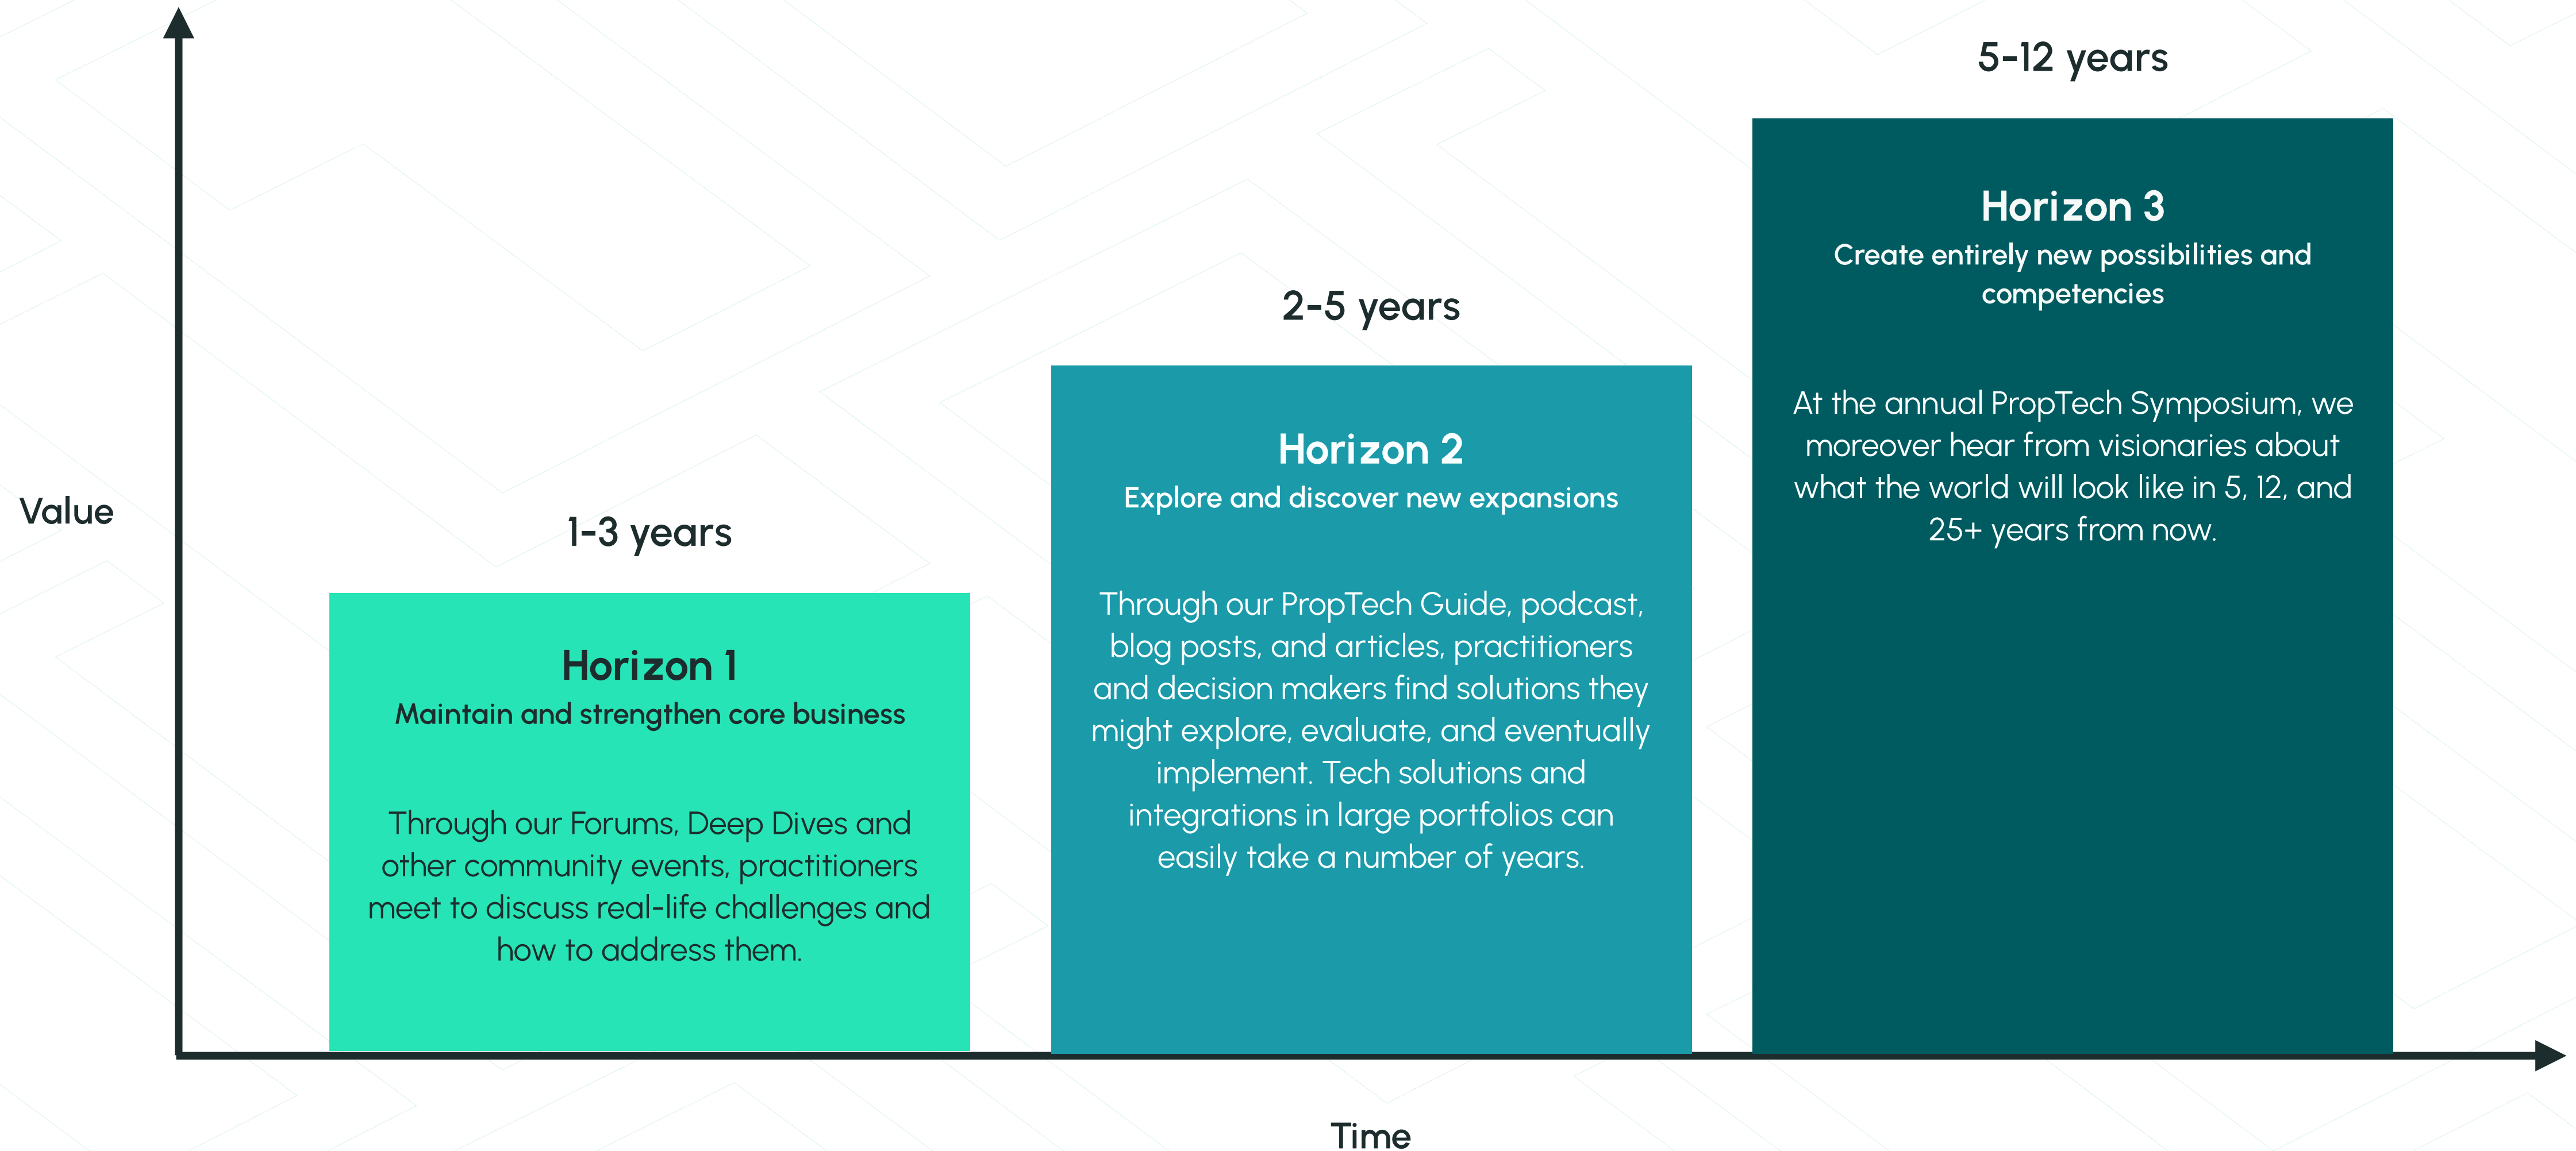 Value
1-3 years
Horizon 1
Maintain and strengthen core business
Through our Forums, Deep Dives and
other community events, practitioners
meet to discuss real-life challenges and
how to address them.
2-5 years
Horizon 2
Explore and discover new expansions
Through our PropTech Guide, podcast,
blog posts, and articles, practitioners
and decision makers find solutions they
might explore, evaluate, and eventually
implement. Tech solutions and
integrations in large portfolios can
easily take a number of years.
5-12 years
Horizon 3
Create entirely new possibilities and
competencies
At the annual PropTech Symposium, we
moreover hear from visionaries about
what the world will look like in 5, 12, and
25+ years from now.
Time